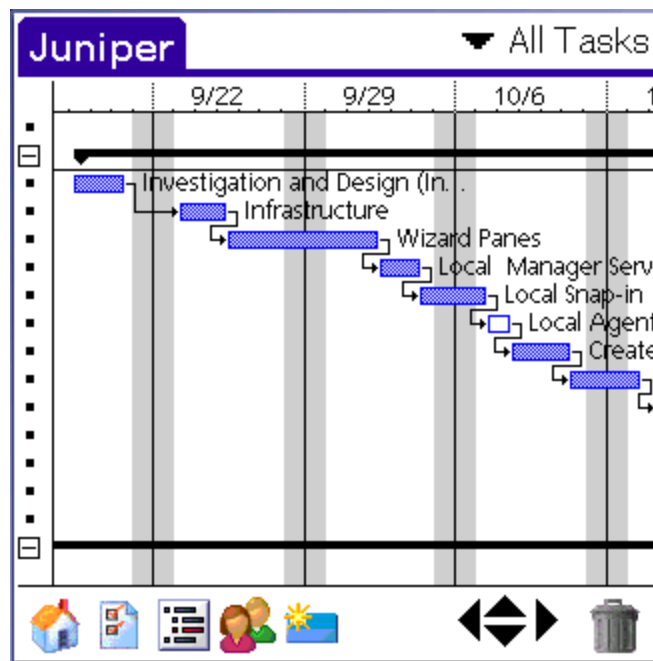 Juniper
All Tasks
9/22 9/29 10/6
Investigation and Design (In. .
Infrastructure
Wizard Panes
Local Manager Serv
Local Snap-in
Local Agent
Create